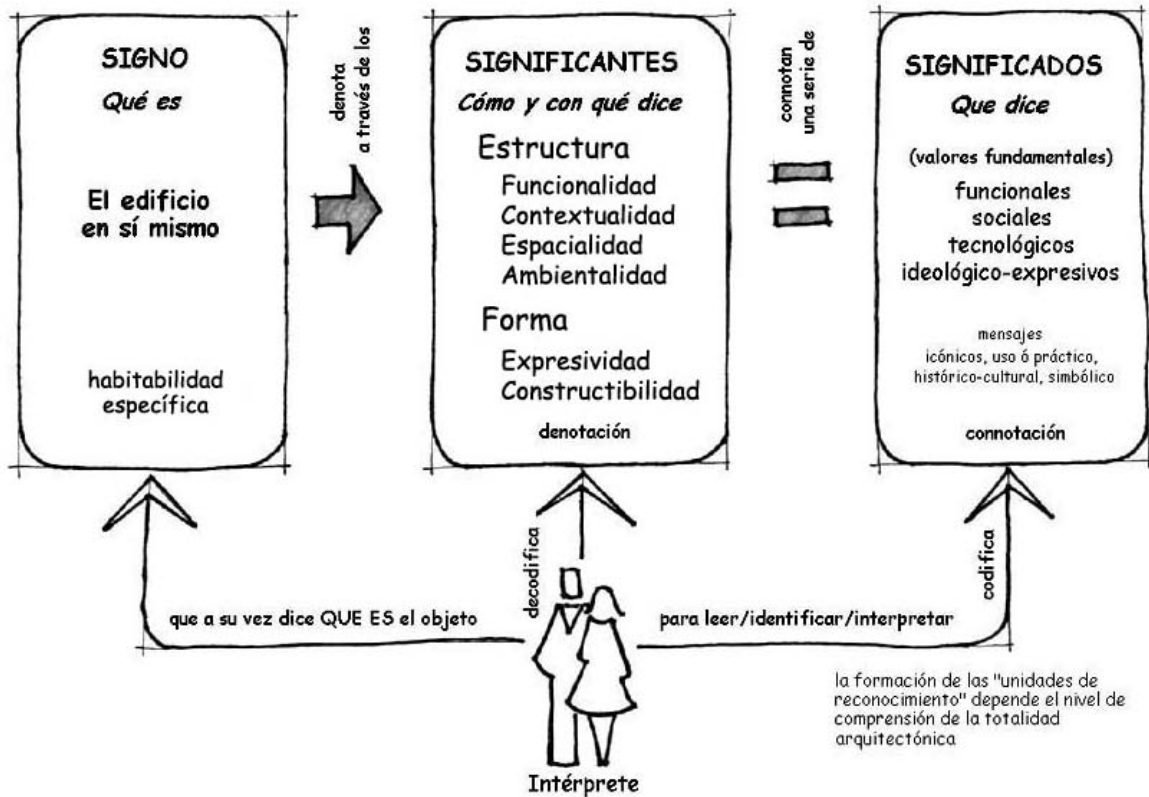 SIGNO
Qué es
El edificio
en sí mismo
habitabilidad
específica
denota
a través de los
SIGNIFICANTES
Cómo y con qué dice
Estructura
Funcionalidad
Contextualidad
Espacialidad
Ambientalidad
Forma
Expresividad
Constructibilidad
denotación
connotan
una serie de
SIGNIFICADOS
Que dice
(valores fundamentales)
funcionales
sociales
tecnológicos
ideológico-expresivos
mensajes
icónicos, uso ó práctico,
histórico-cultural, simbólico
connotación
que a su vez dice QUE ES el objeto
decodifica
para leer/identificar/interpretar
codifica
la formación de las "unidades de
reconocimiento" depende el nivel de
comprensión de la totalidad
arquitectónica
Intérprete